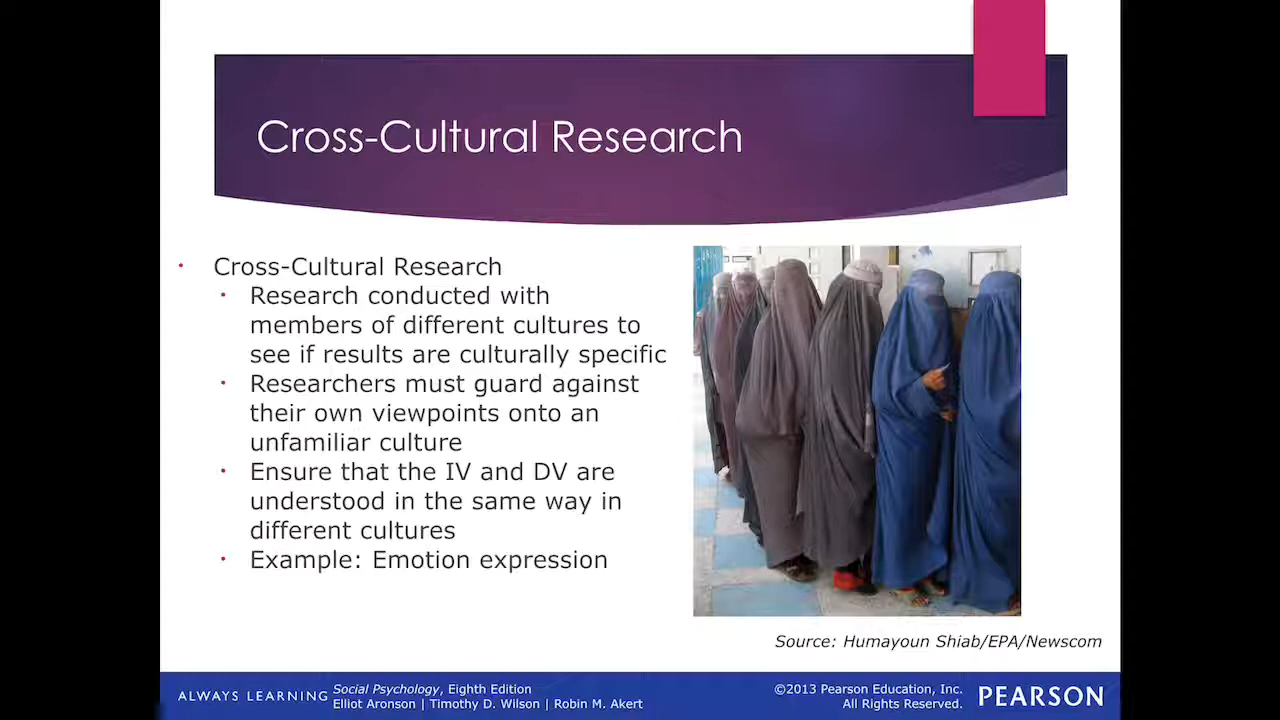 Cross-Cultural Research
· Cross-Cultural Research
· Research conducted with
members of different cultures to
see if results are culturally specific
· Researchers must guard against
their own viewpoints onto an
unfamiliar culture
· Ensure that the IV and DV are
understood in the same way in
different cultures
· Example: Emotion expression
Source: Humayoun Shiab/EPA/Newscom
ALWAYS LEARNING
Social Psychology, Eighth Edition
Elliot Aronson | Timothy D. Wilson | Robin M. Akert
©2013 Pearson Education, Inc.
All Rights Reserved.
PEARSON